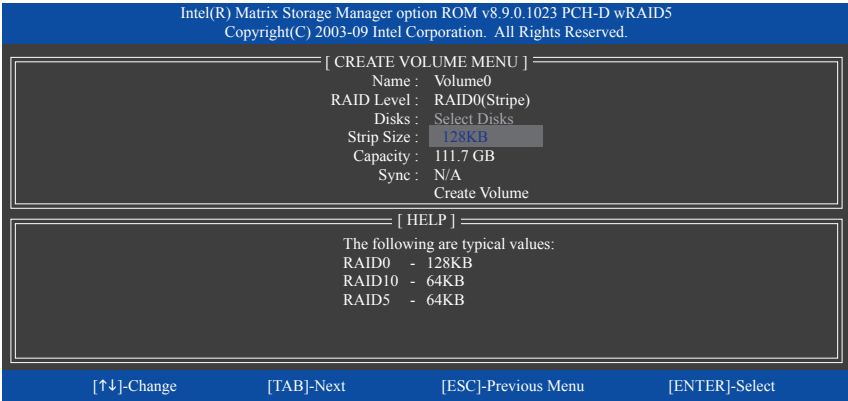 Intel(R) Matrix Storage Manager option ROM v8.9.0.1023 PCH-D wRAID5
Copyright(C) 2003-09 Intel Corporation. All Rights Reserved.
[ CREATE VOLUME MENU ]
Name : Volume0
RAID Level : RAID0(Stripe)
Disks : Select Disks
Strip Size : 128KB
Capacity : 111.7 GB
Sync : N/A
Create Volume
[ HELP ]
The following are typical values:
RAID0 - 128KB
RAID10 - 64KB
RAID5 - 64KB
[↑↓]-Change [TAB]-Next [ESC]-Previous Menu [ENTER]-Select